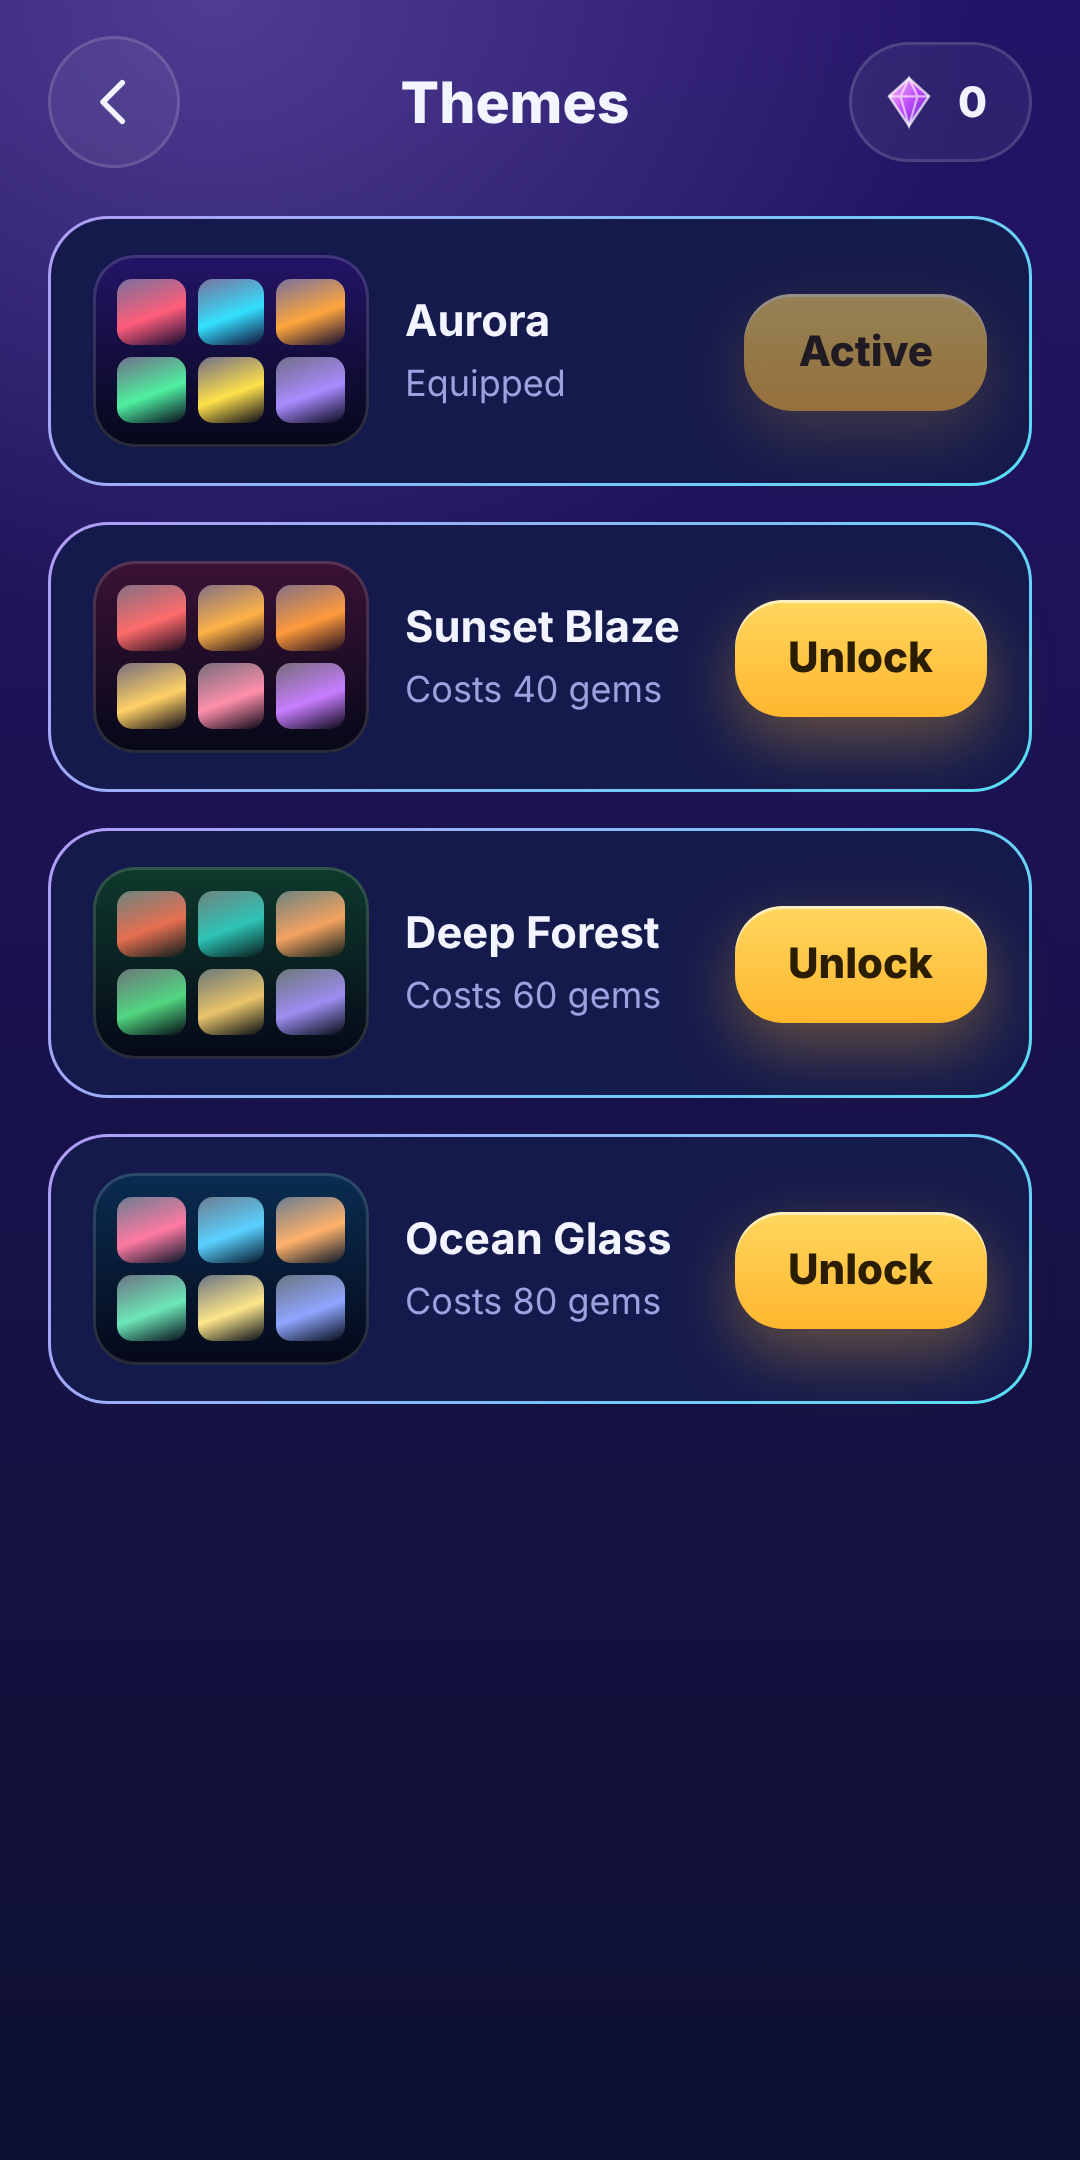 Themes
0
Aurora
Equipped
Active
Sunset Blaze
Costs 40 gems
Unlock
Deep Forest
Costs 60 gems
Unlock
Ocean Glass
Costs 80 gems
Unlock